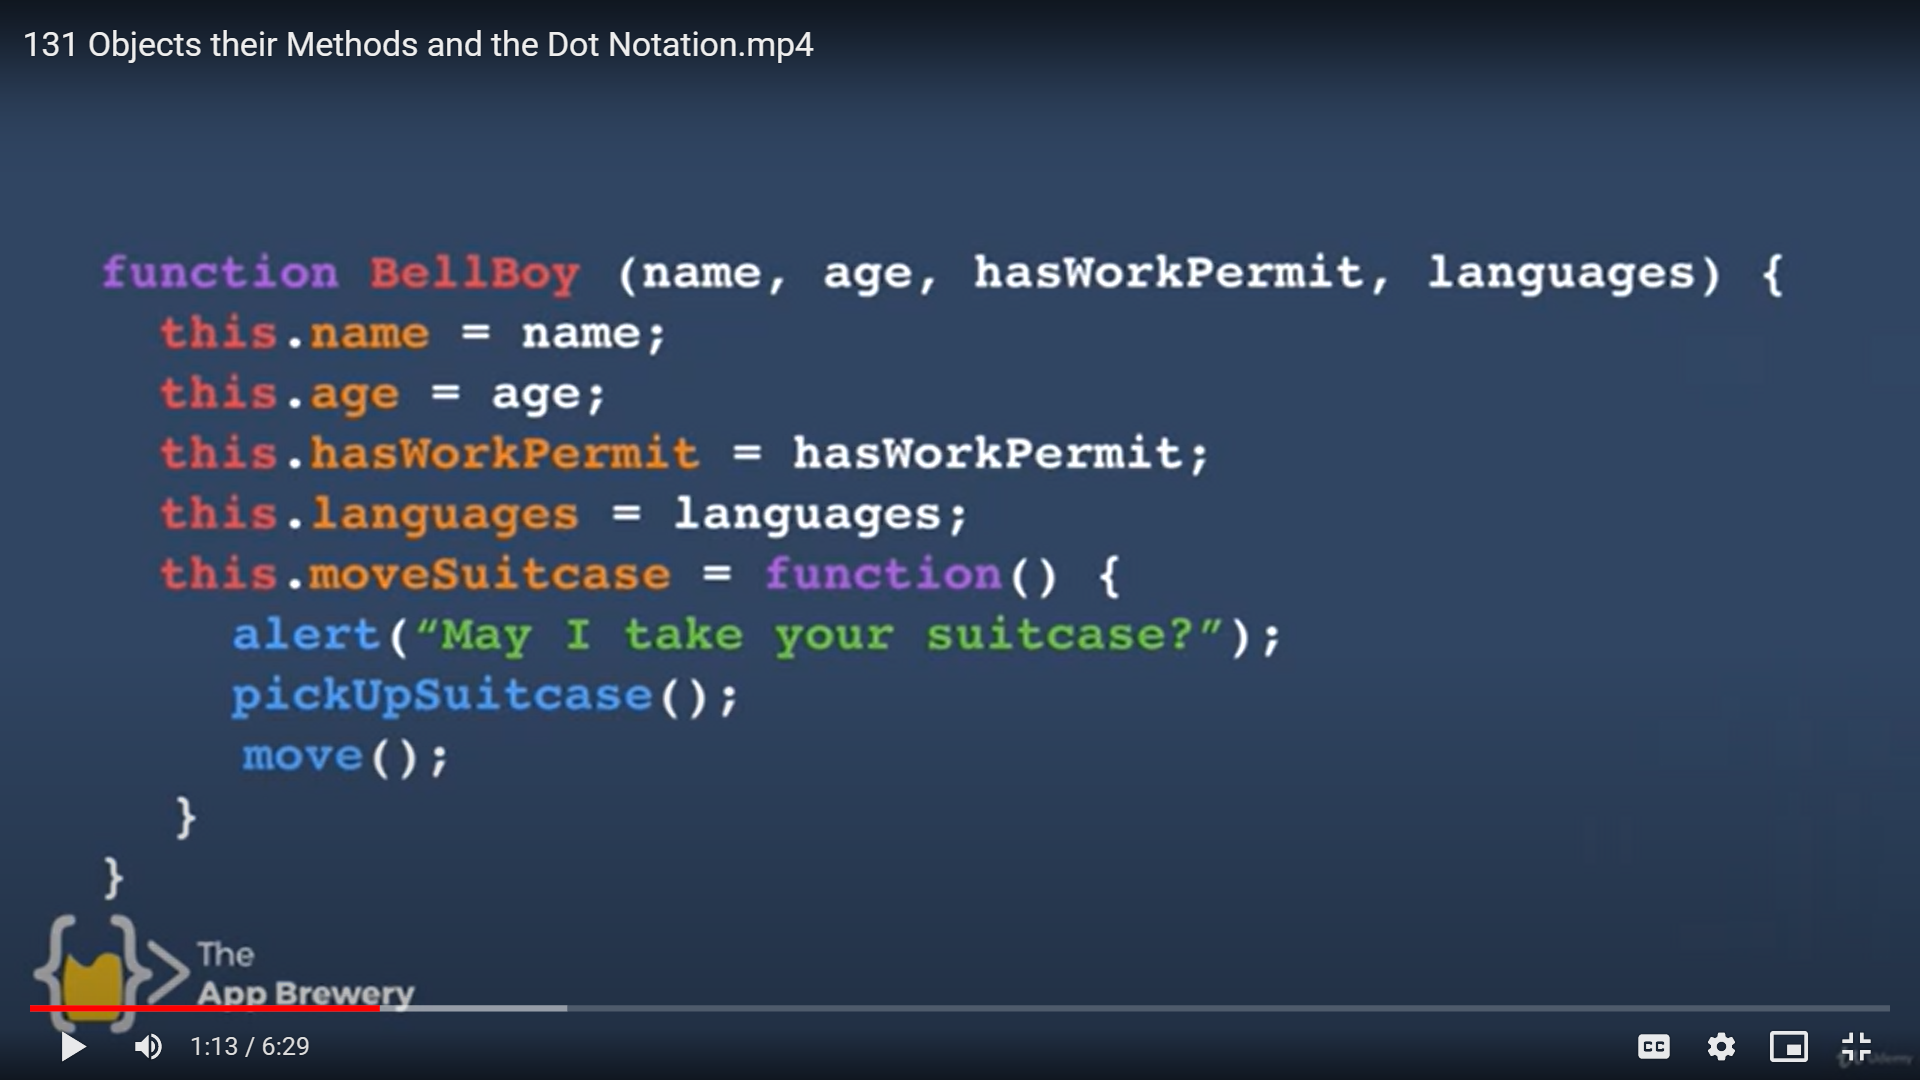 131 Objects their Methods and the Dot Notation.mp4
function BellBoy (name, age, hasWorkPermit, languages) {
this.name = name;
this.age = age;
this.hasWorkPermit = hasWorkPermit;
this.languages = languages;
this.moveSuitcase = function() {
alert(“May I take your suitcase?”);
pickUpSuitcase();
move();
}
}
The
App Brewery
1:13 / 6:29
CC
Udemy